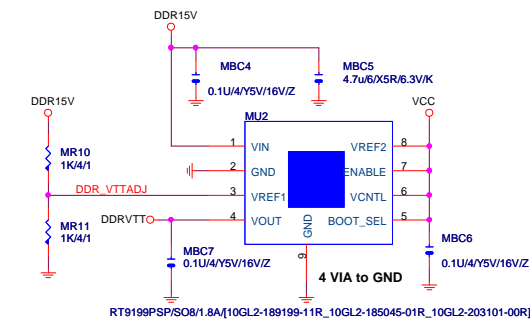 DDR15V
MBC4
0.1U/4/Y5V/16V/Z
MBC5
4.7u/6/X5R/6.3V/K
DDR15V
VCC
MU2
MR10
1K/4/1
1
VIN
VREF2
8
2
GND
ENABLE
7
DDR_VTTADJ
3
VREF1
VCNTL
6
MR11
1K/4/1
DDRVTT
4
VOUT
GND
BOOT_SEL
5
MBC7
0.1U/4/Y5V/16V/Z
9
4 VIA to GND
MBC6
0.1U/4/Y5V/16V/Z
RT9199PSP/SO8/1.8A/[10GL2-189199-11R_10GL2-185045-01R_10GL2-203101-00R]